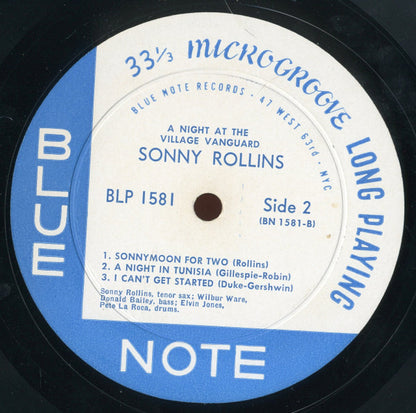 33⅓ MICROGROOVE LONG PLAYING
BLUE NOTE RECORDS · 47 WEST 63rd · NYC
A NIGHT AT THE
VILLAGE VANGUARD
SONNY ROLLINS
BLP 1581
Side 2
(BN 1581-B)
1. SONNYMOON FOR TWO (Rollins)
2. A NIGHT IN TUNISIA (Gillespie-Robin)
3. I CAN'T GET STARTED (Duke-Gershwin)
Sonny Rollins, tenor sax; Wilbur Ware,
Donald Bailey, bass; Elvin Jones,
Pete La Roca, drums.
BLUE
NOTE